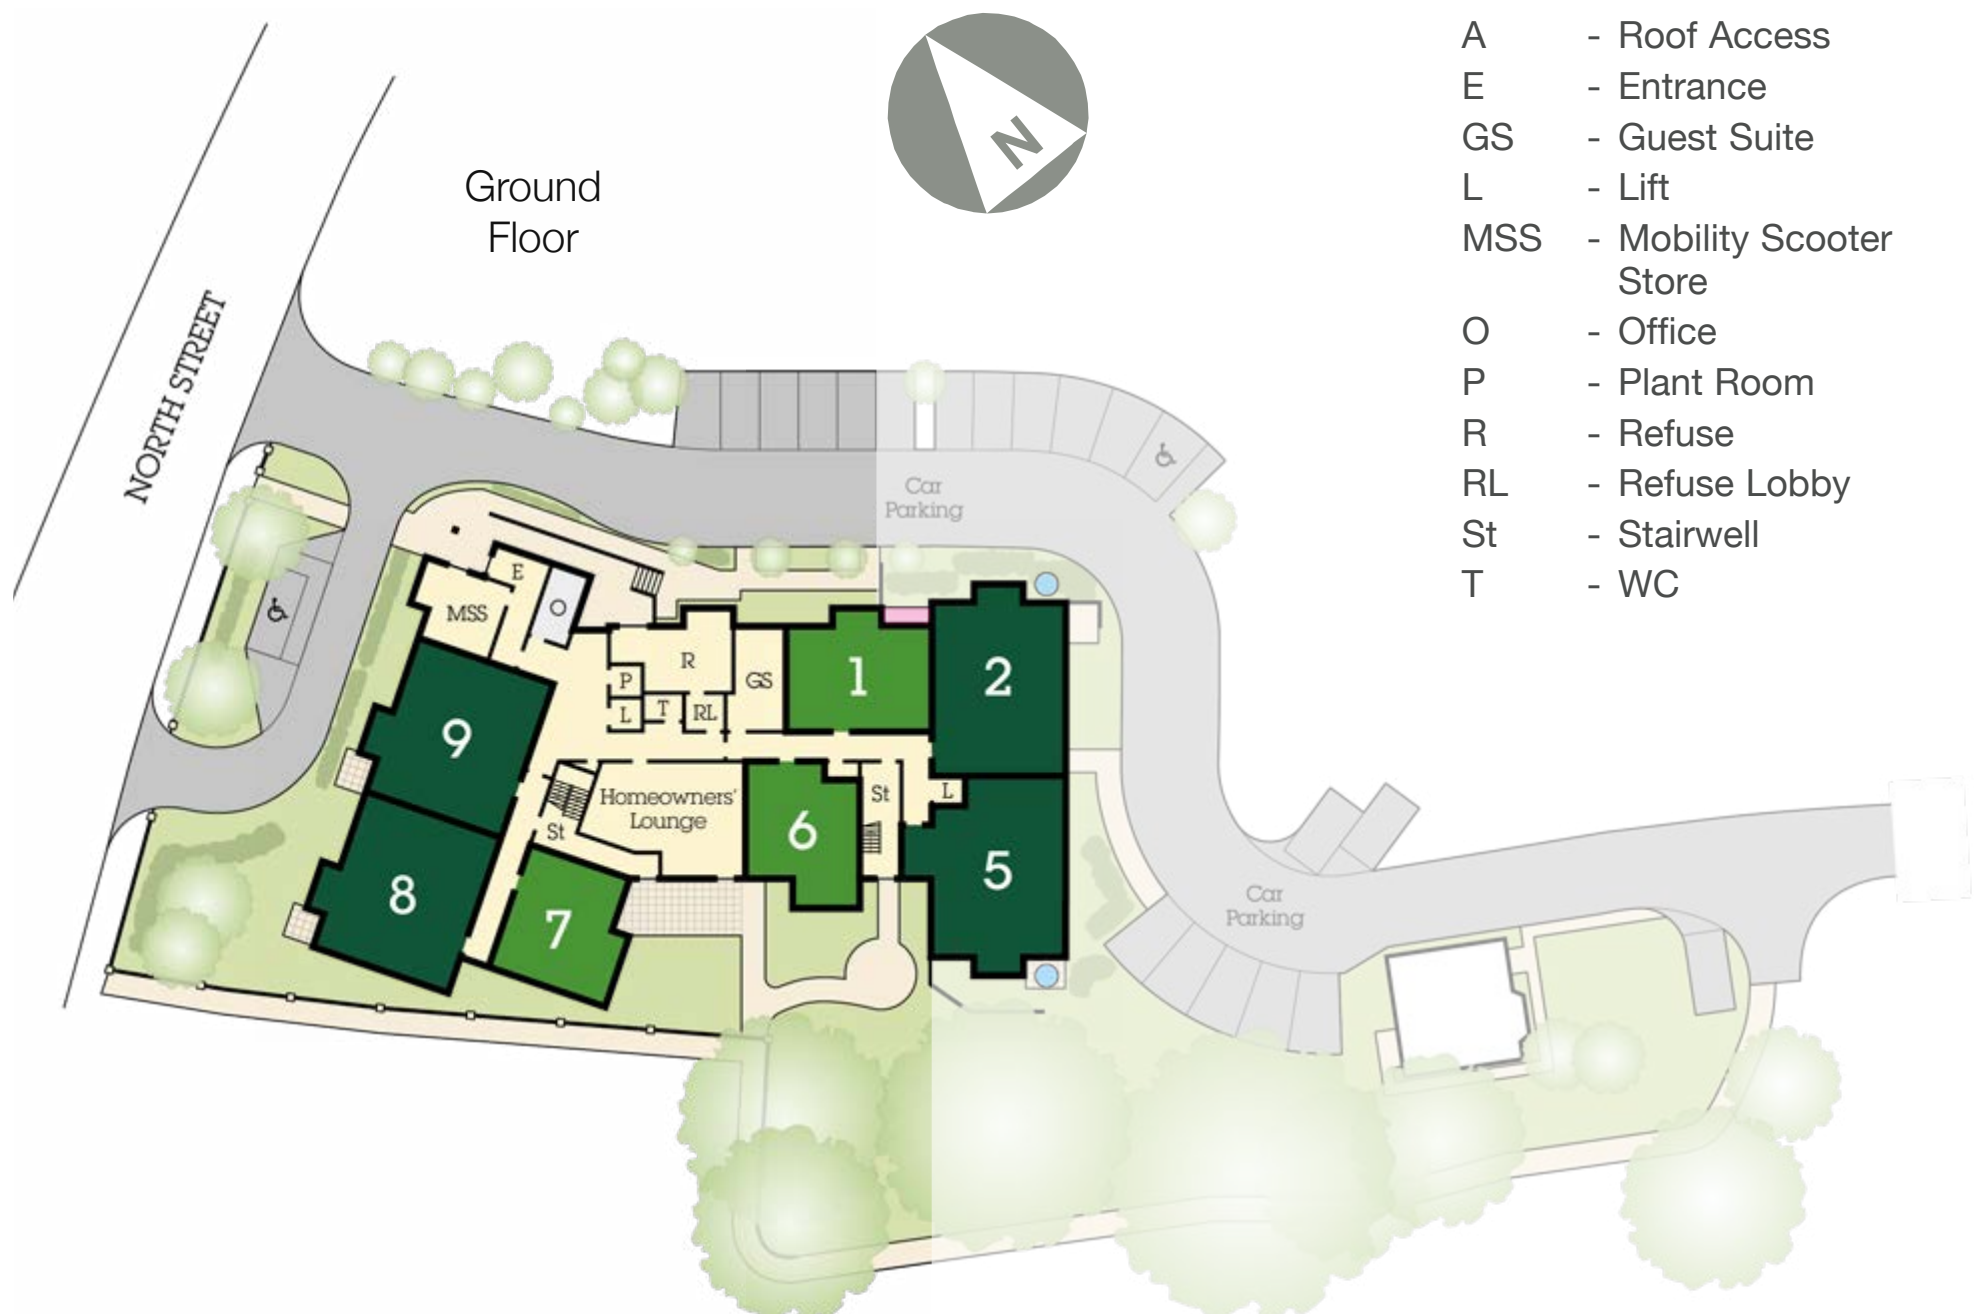 Ground
Floor
N
A - Roof Access
E - Entrance
GS - Guest Suite
L - Lift
MSS - Mobility Scooter
Store
O - Office
P - Plant Room
R - Refuse
RL - Refuse Lobby
St - Stairwell
T - WC
NORTH STREET
Car
Parking
E
O
MSS
R
P
GS
1
2
L
T
RL
9
St
L
Homeowners'
Lounge
6
St
5
8
7
Car
Parking